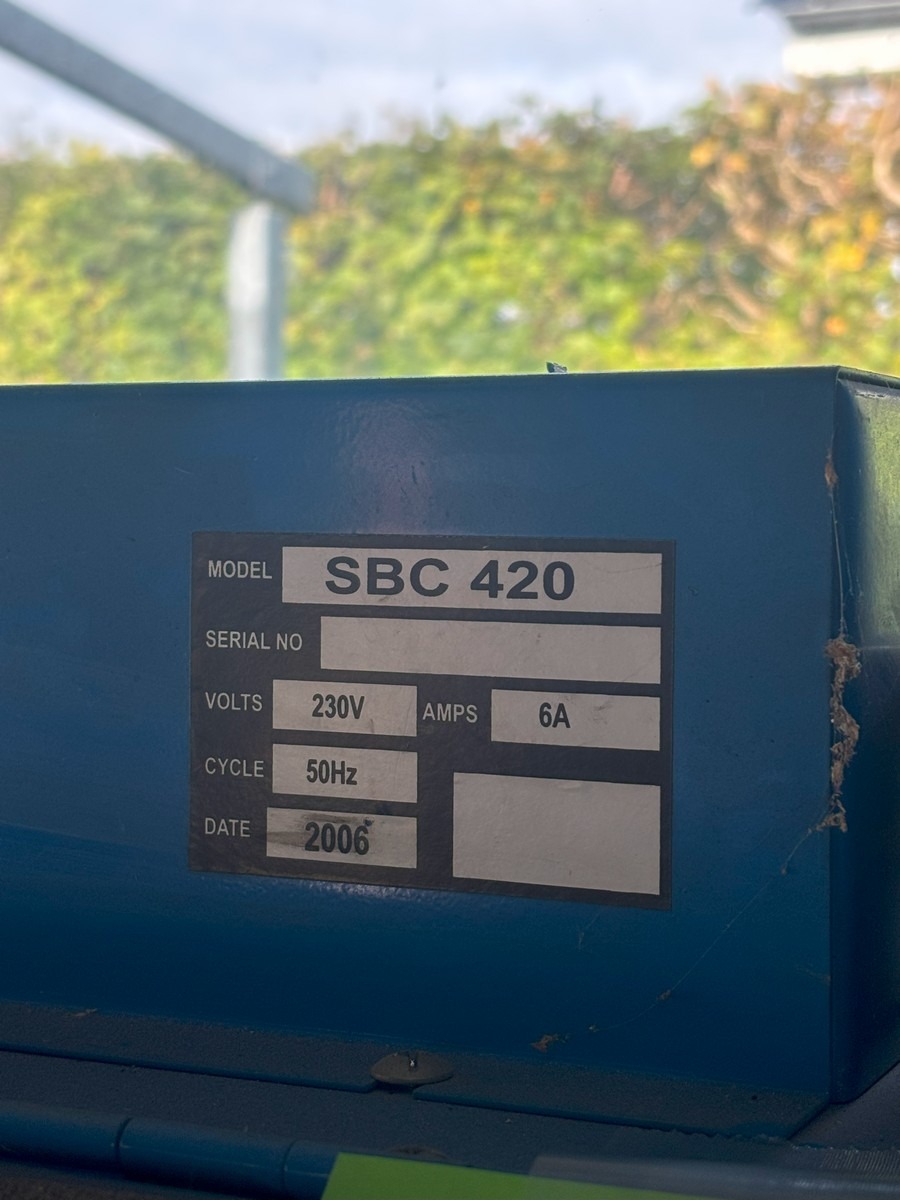 MODEL SBC 420
SERIAL NO
VOLTS 230V AMPS 6A
CYCLE 50Hz
DATE 2006